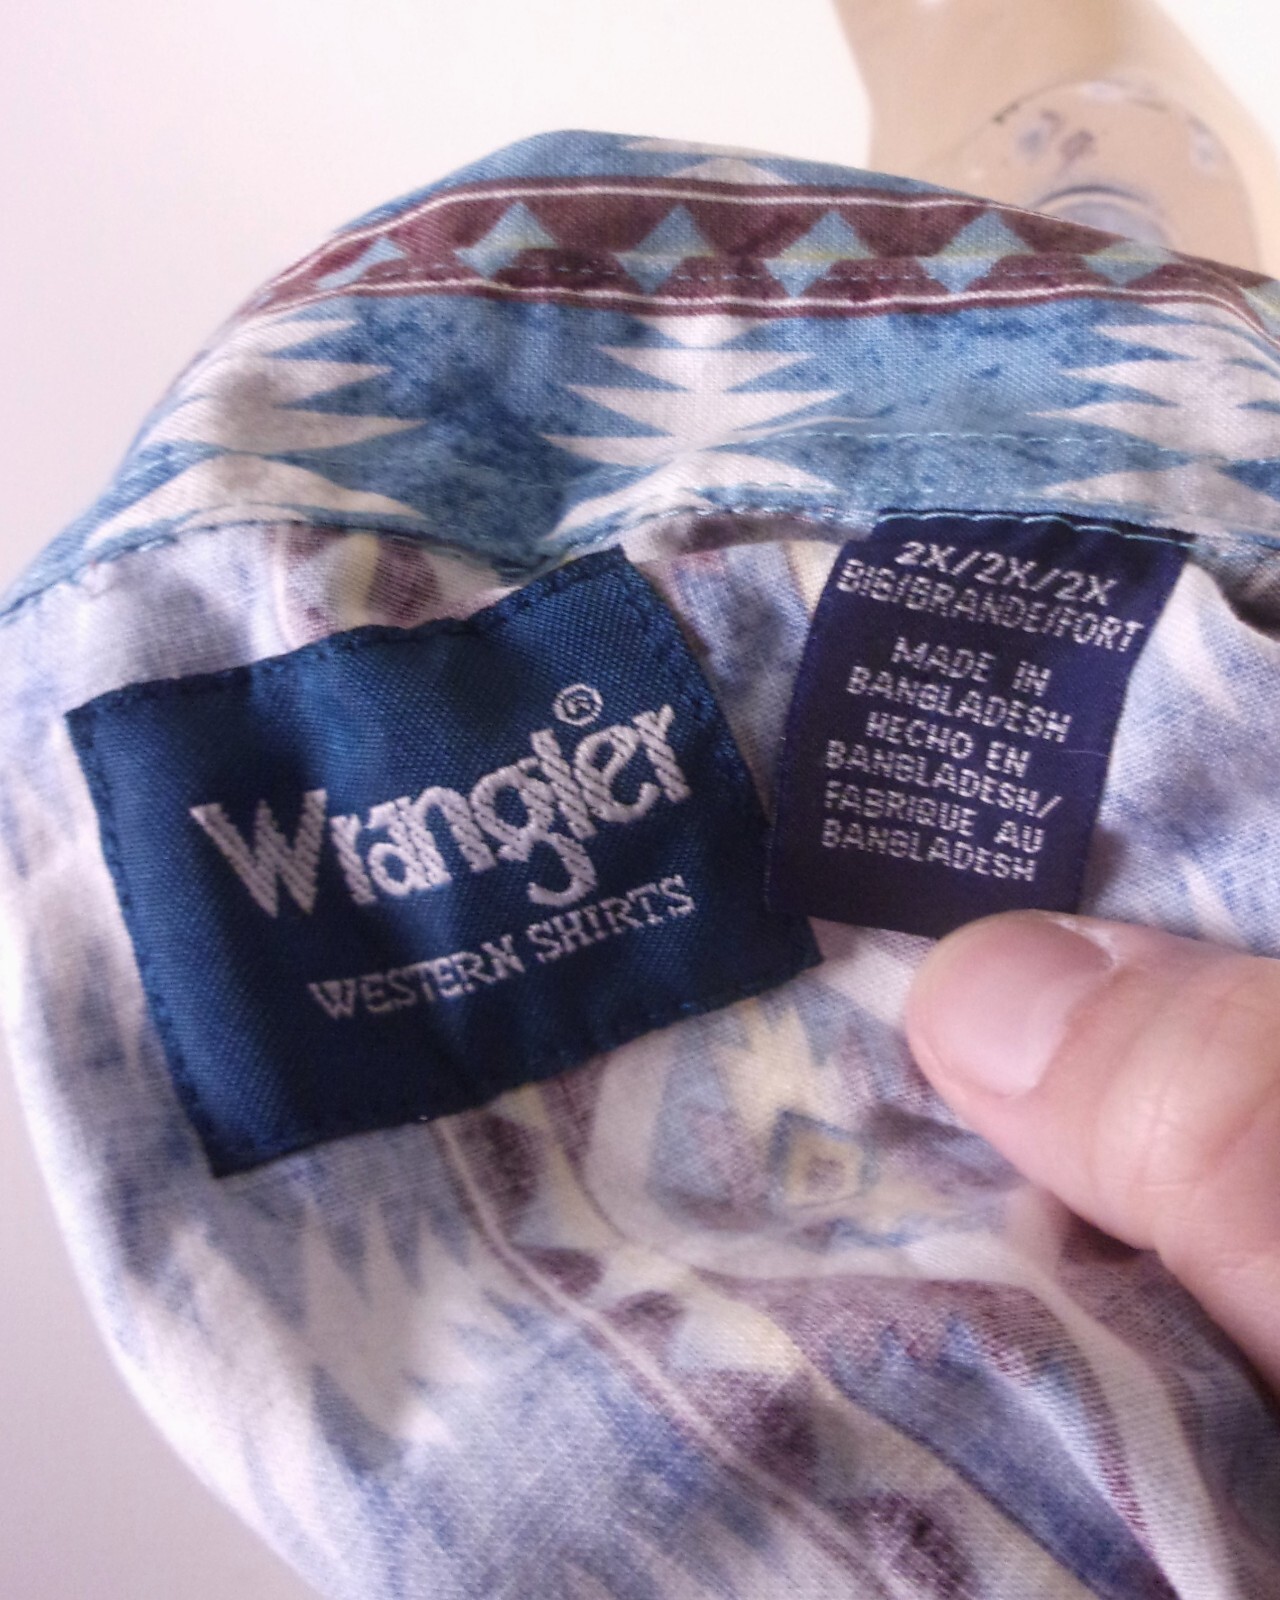 Wrangler®
WESTERN SHIRTS
2X/2X/2X
BIG/BRANDE/FORT
MADE IN
BANGLADESH
HECHO EN
BANGLADESH/
FABRIQUE AU
BANGLADESH